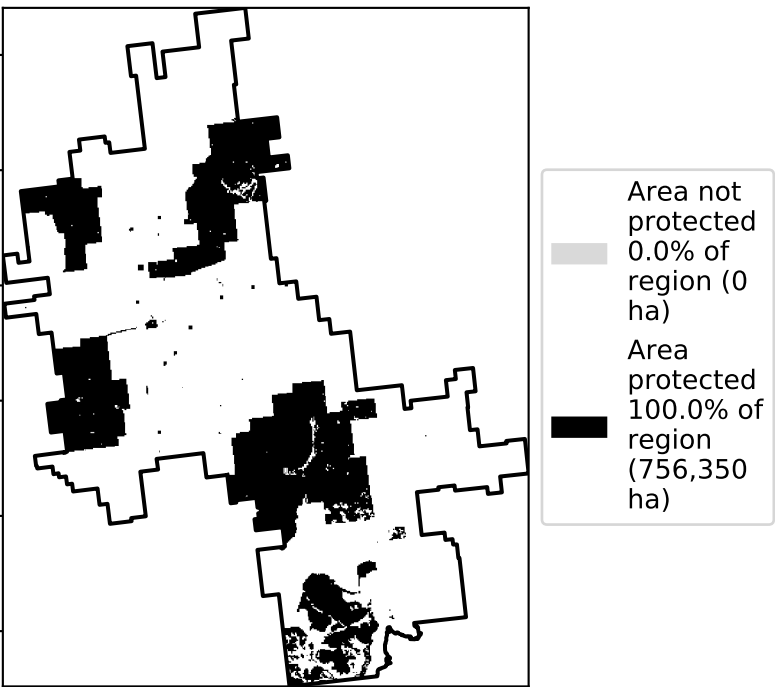 Area not
protected
0.0% of
region (0
ha)
Area
protected
100.0% of
region
(756,350
ha)